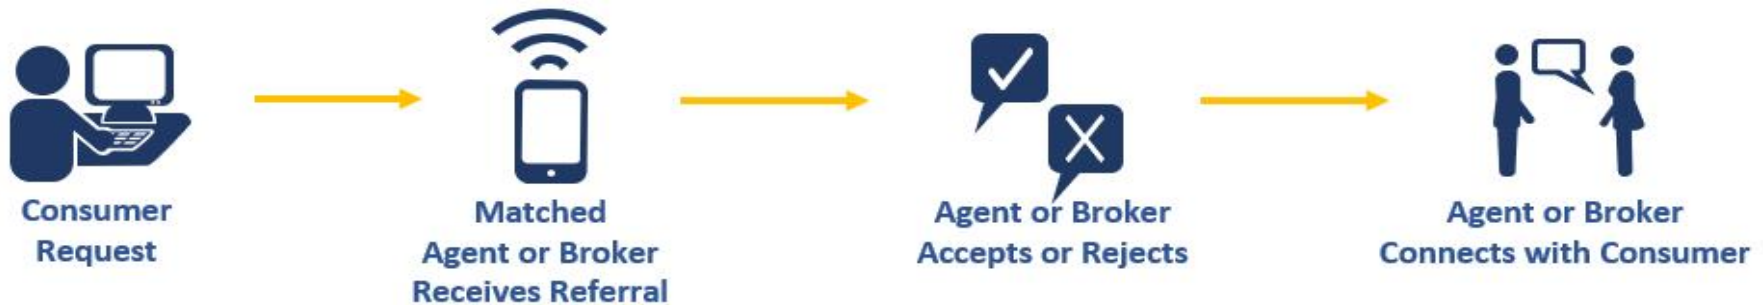 Consumer
Request
Matched
Agent or Broker
Receives Referral
Agent or Broker
Accepts or Rejects
Agent or Broker
Connects with Consumer